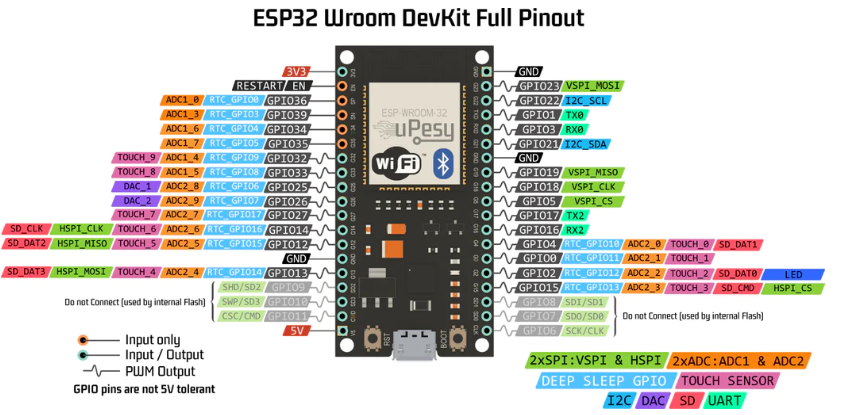 ESP32 Wroom DevKit Full Pinout
3V3
GND
RESTART EN
GPIO23 VSPI_MOSI
ADC1_0 RTC_GPIO0 GPIO36
GPIO22 I2C_SCL
ADC1_3 RTC_GPIO3 GPIO39
GPIO1 TX0
ADC1_6 RTC_GPIO4 GPIO34
GPIO3 RX0
ADC1_7 RTC_GPIO5 GPIO35
GPIO21 I2C_SDA
TOUCH_9 ADC1_4 RTC_GPIO9 GPIO32
GND
TOUCH_8 ADC1_5 RTC_GPIO8 GPIO33
GPIO19 VSPI_MISO
DAC_1 ADC2_8 RTC_GPIO6 GPIO25
GPIO18 VSPI_CLK
DAC_2 ADC2_9 RTC_GPIO7 GPIO26
GPIO5 VSPI_CS
TOUCH_7 ADC2_7 RTC_GPIO17 GPIO27
GPIO17 TX2
SD_CLK HSPI_CLK TOUCH_6 ADC2_6 RTC_GPIO16 GPIO14
GPIO16 RX2
SD_DAT2 HSPI_MISO TOUCH_5 ADC2_5 RTC_GPIO15 GPIO12
GPIO4 RTC_GPIO10 ADC2_0 TOUCH_0 SD_DAT1
GND
GPIO0 RTC_GPIO11 ADC2_1 TOUCH_1
SD_DAT3 HSPI_MOSI TOUCH_4 ADC2_4 RTC_GPIO14 GPIO13
GPIO2 RTC_GPIO12 ADC2_2 TOUCH_2 SD_DAT0 LED
SHD/SD2 GPIO9
GPIO15 RTC_GPIO13 ADC2_3 TOUCH_3 SD_CMD HSPI_CS
Do not Connect (used by internal Flash)
SWP/SD3 GPIO10
GPIO8 SDI/SD1
CSC/CMD GPIO11
GPIO7 SDO/SD0
Do not Connect (used by internal Flash)
5V
GPIO6 SCK/CLK
ESP-WROOM-32
uPesy
WiFi
RST
BOOT
Input only
Input / Output
PWM Output
GPIO pins are not 5V tolerant
2xSPI:VSPI & HSPI 2xADC:ADC1 & ADC2
DEEP SLEEP GPIO TOUCH SENSOR
I2C DAC SD UART